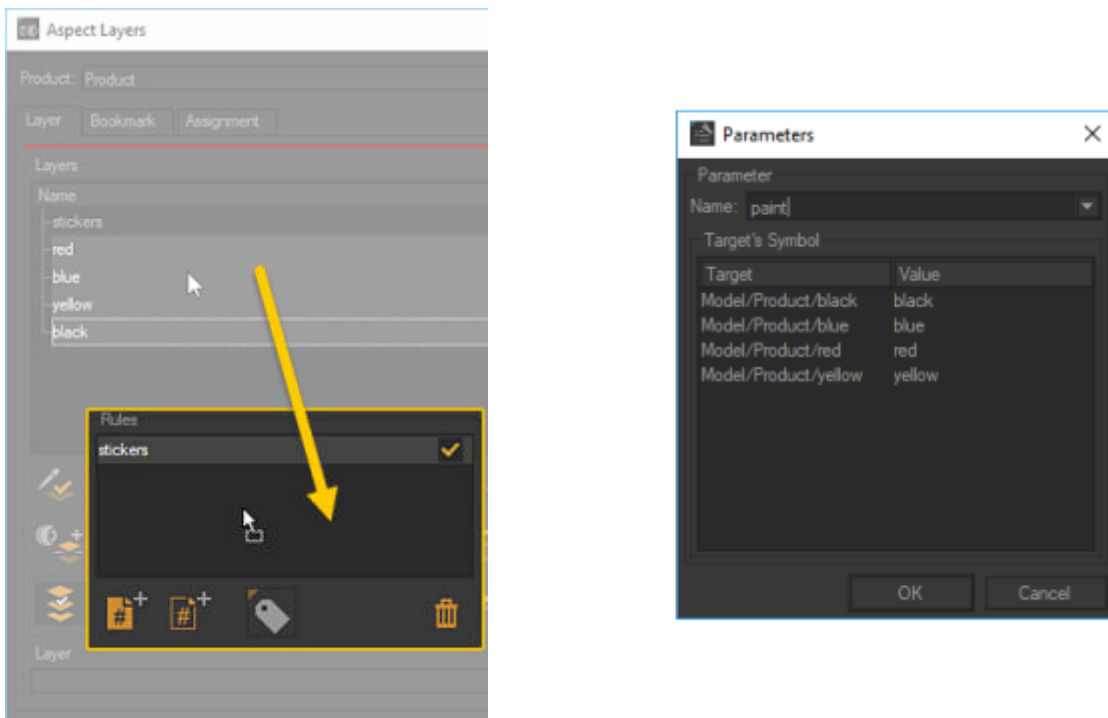 Aspect Layers
Product: Product
Layer Bookmark Assignment
Layers
Name
stickers
red
blue
yellow
black
Rules
stickers
# + # +
Layer
Parameters
Parameter
Name: paint
Target's Symbol
Target Value
Model/Product/black black
Model/Product/blue blue
Model/Product/red red
Model/Product/yellow yellow
OK Cancel